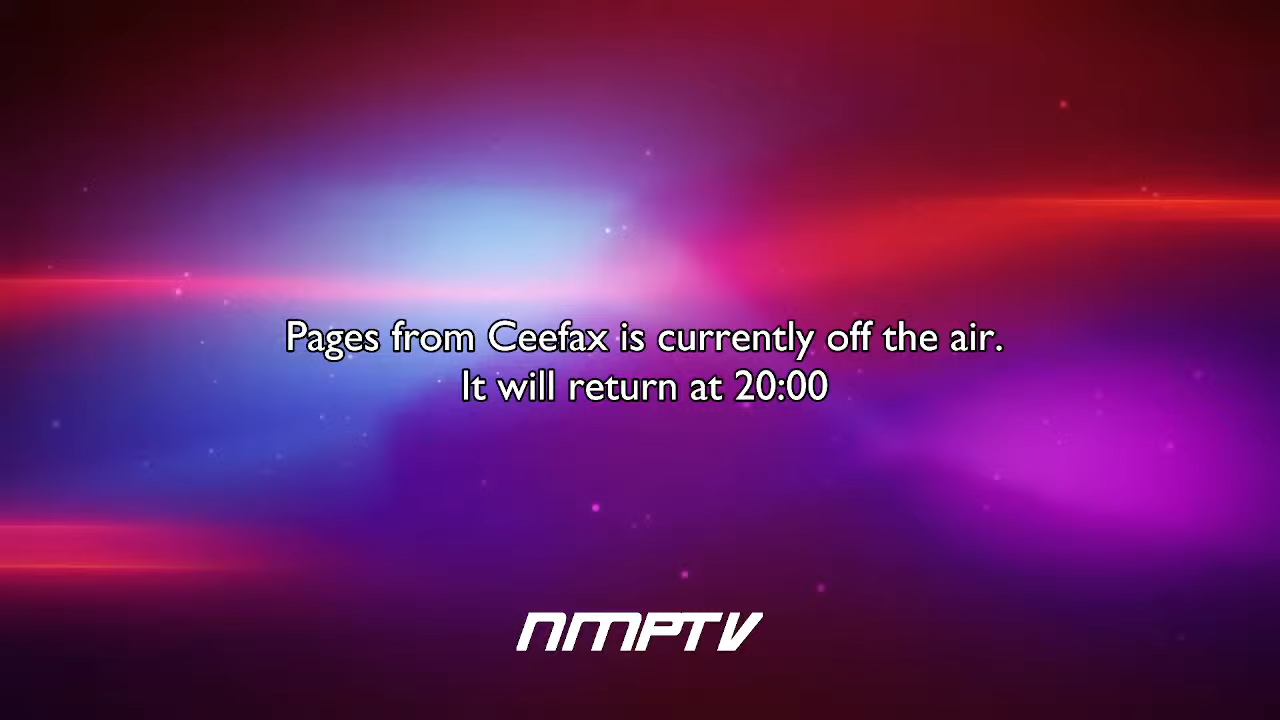 Pages from Ceefax is currently off the air.
It will return at 20:00
NMPTV